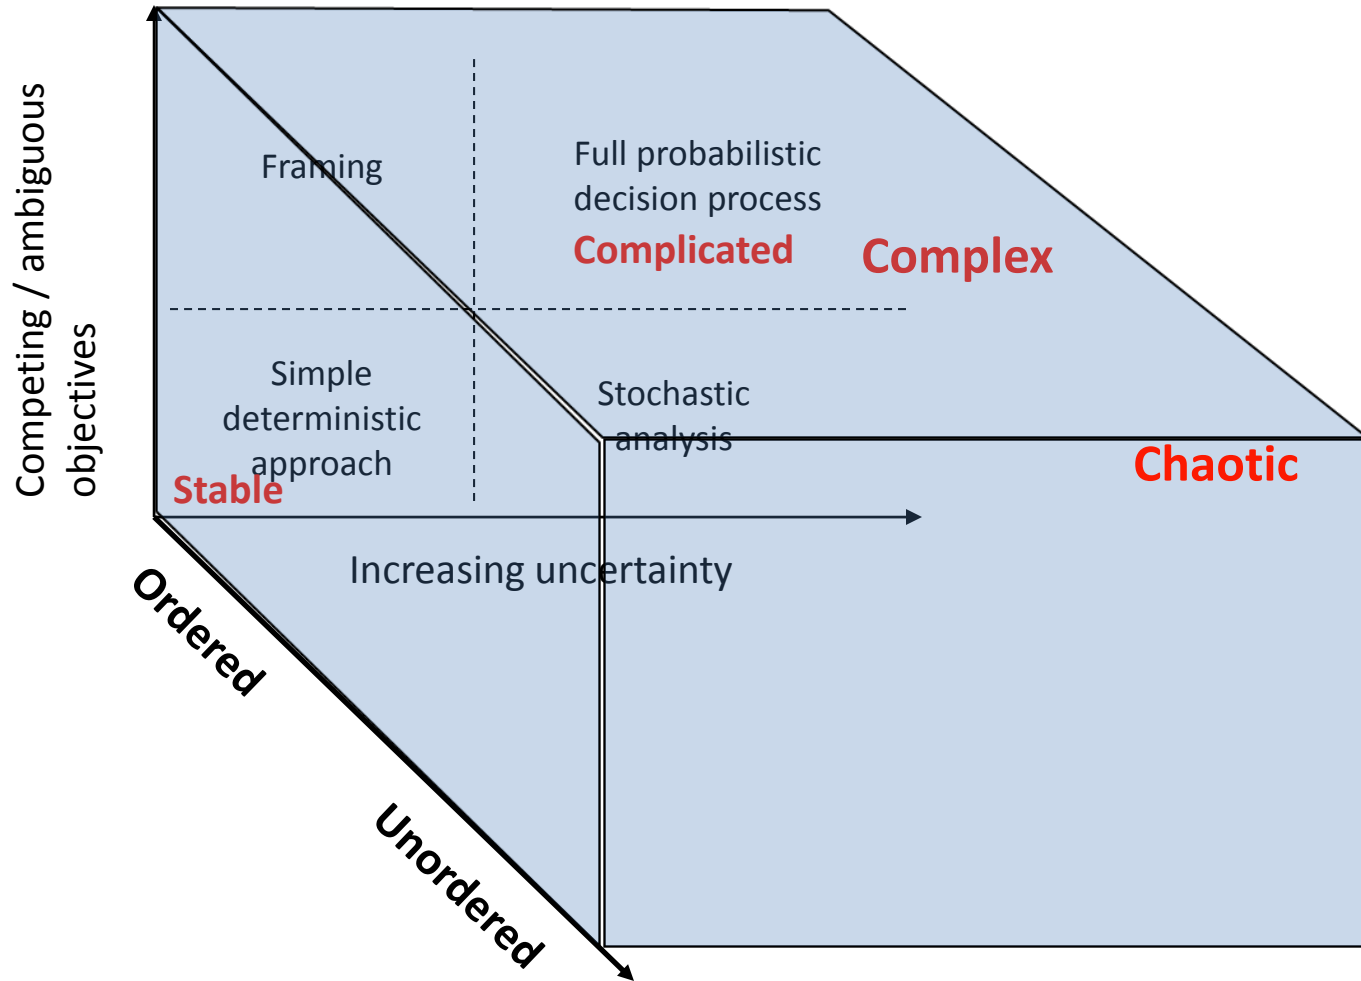 Competing / ambiguous
objectives
Framing
Full probabilistic
decision process
Complicated
Complex
Simple
deterministic
approach
Stable
Stochastic
analysis
Chaotic
Increasing uncertainty
Ordered
Unordered